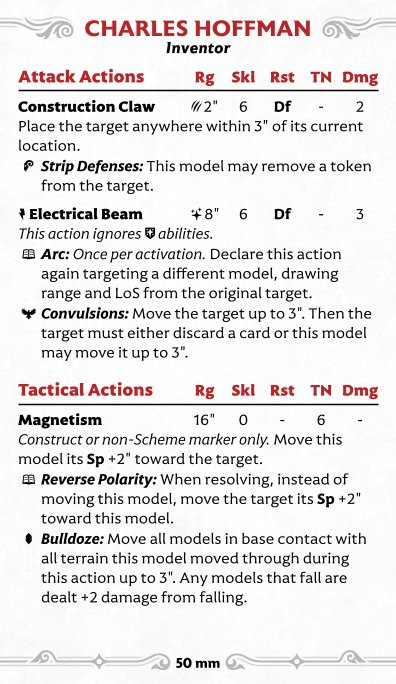 CHARLES HOFFMAN
Inventor
Attack Actions Rg Skl Rst TN Dmg
Construction Claw 2" 6 Df - 2
Place the target anywhere within 3" of its current
location.
Strip Defenses: This model may remove a token
from the target.
Electrical Beam 8" 6 Df - 3
This action ignores abilities.
Arc: Once per activation. Declare this action
again targeting a different model, drawing
range and LoS from the original target.
Convulsions: Move the target up to 3". Then the
target must either discard a card or this model
may move it up to 3".
Tactical Actions Rg Skl Rst TN Dmg
Magnetism 16" 0 - 6 -
Construct or non-Scheme marker only. Move this
model its Sp +2" toward the target.
Reverse Polarity: When resolving, instead of
moving this model, move the target its Sp +2"
toward this model.
Bulldoze: Move all models in base contact with
all terrain this model moved through during
this action up to 3". Any models that fall are
dealt +2 damage from falling.
50 mm